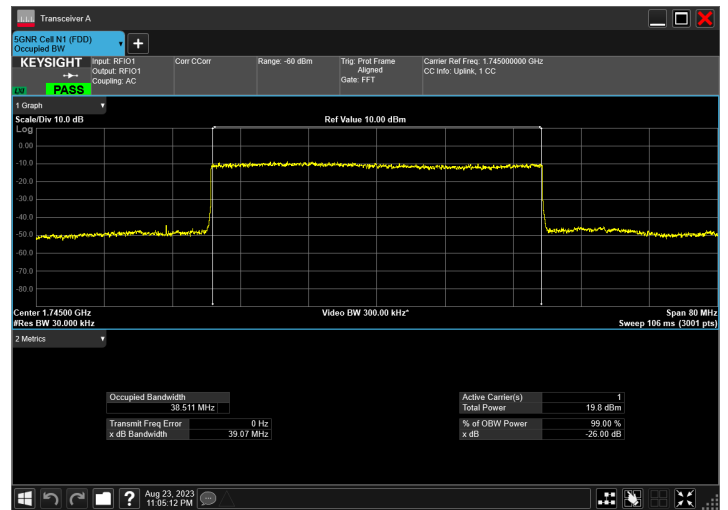 Transceiver A
5GNR Cell N1 (FDD)
Occupied BW
KEYSIGHT
LXI
PASS
Input: RFIO1
Output: RFIO1
Coupling: AC
Corr CCorr
Range: -60 dBm
Trig: Prot Frame
Aligned
Gate: FFT
Carrier Ref Freq: 1.745000000 GHz
CC Info: Uplink, 1 CC
1 Graph
Scale/Div 10.0 dB
Ref Value 10.00 dBm
Log
0.00
-10.0
-20.0
-30.0
-40.0
-50.0
-60.0
-70.0
-80.0
Center 1.74500 GHz
Video BW 300.00 kHz*
Span 80 MHz
#Res BW 30.000 kHz
Sweep 106 ms (3001 pts)
2 Metrics
Occupied Bandwidth
38.511 MHz
Transmit Freq Error 0 Hz
x dB Bandwidth 39.07 MHz
Active Carrier(s) 1
Total Power 19.8 dBm
% of OBW Power 99.00 %
x dB -26.00 dB
?
Aug 23, 2023
11:05:12 PM